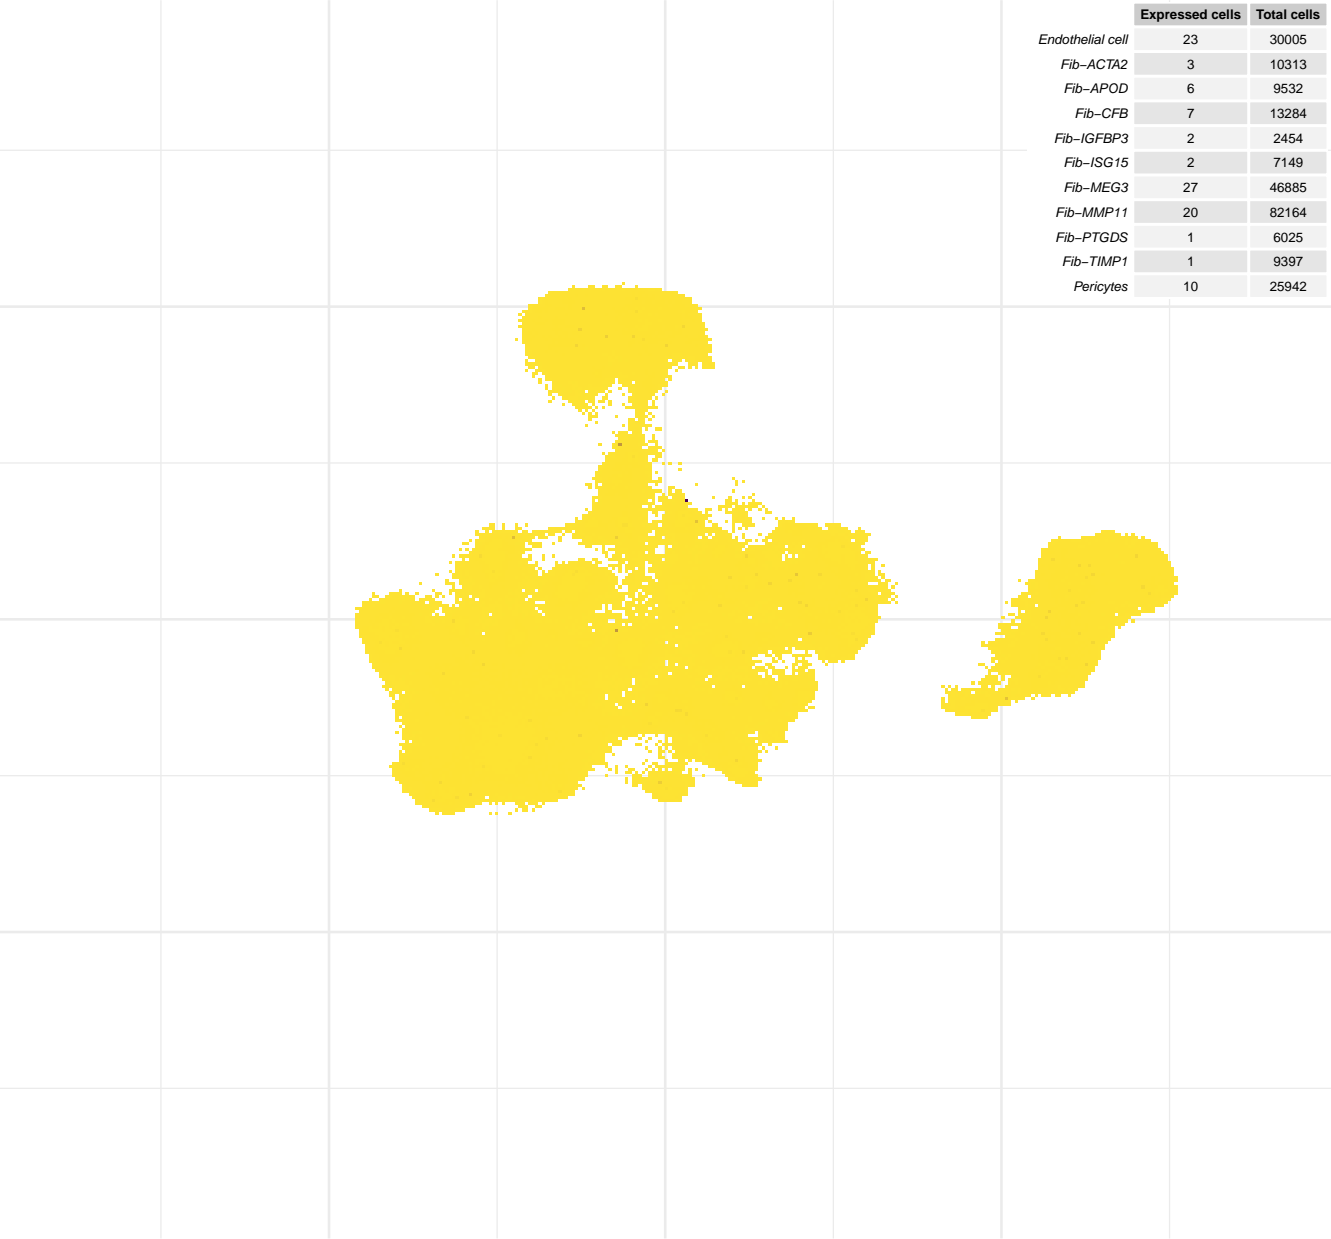 Expressed cells Total cells
Endothelial cell 23 30005
Fib−ACTA2 3 10313
Fib−APOD 6 9532
Fib−CFB 7 13284
Fib−IGFBP3 2 2454
Fib−ISG15 2 7149
Fib−MEG3 27 46885
Fib−MMP11 20 82164
Fib−PTGDS 1 6025
Fib−TIMP1 1 9397
Pericytes 10 25942